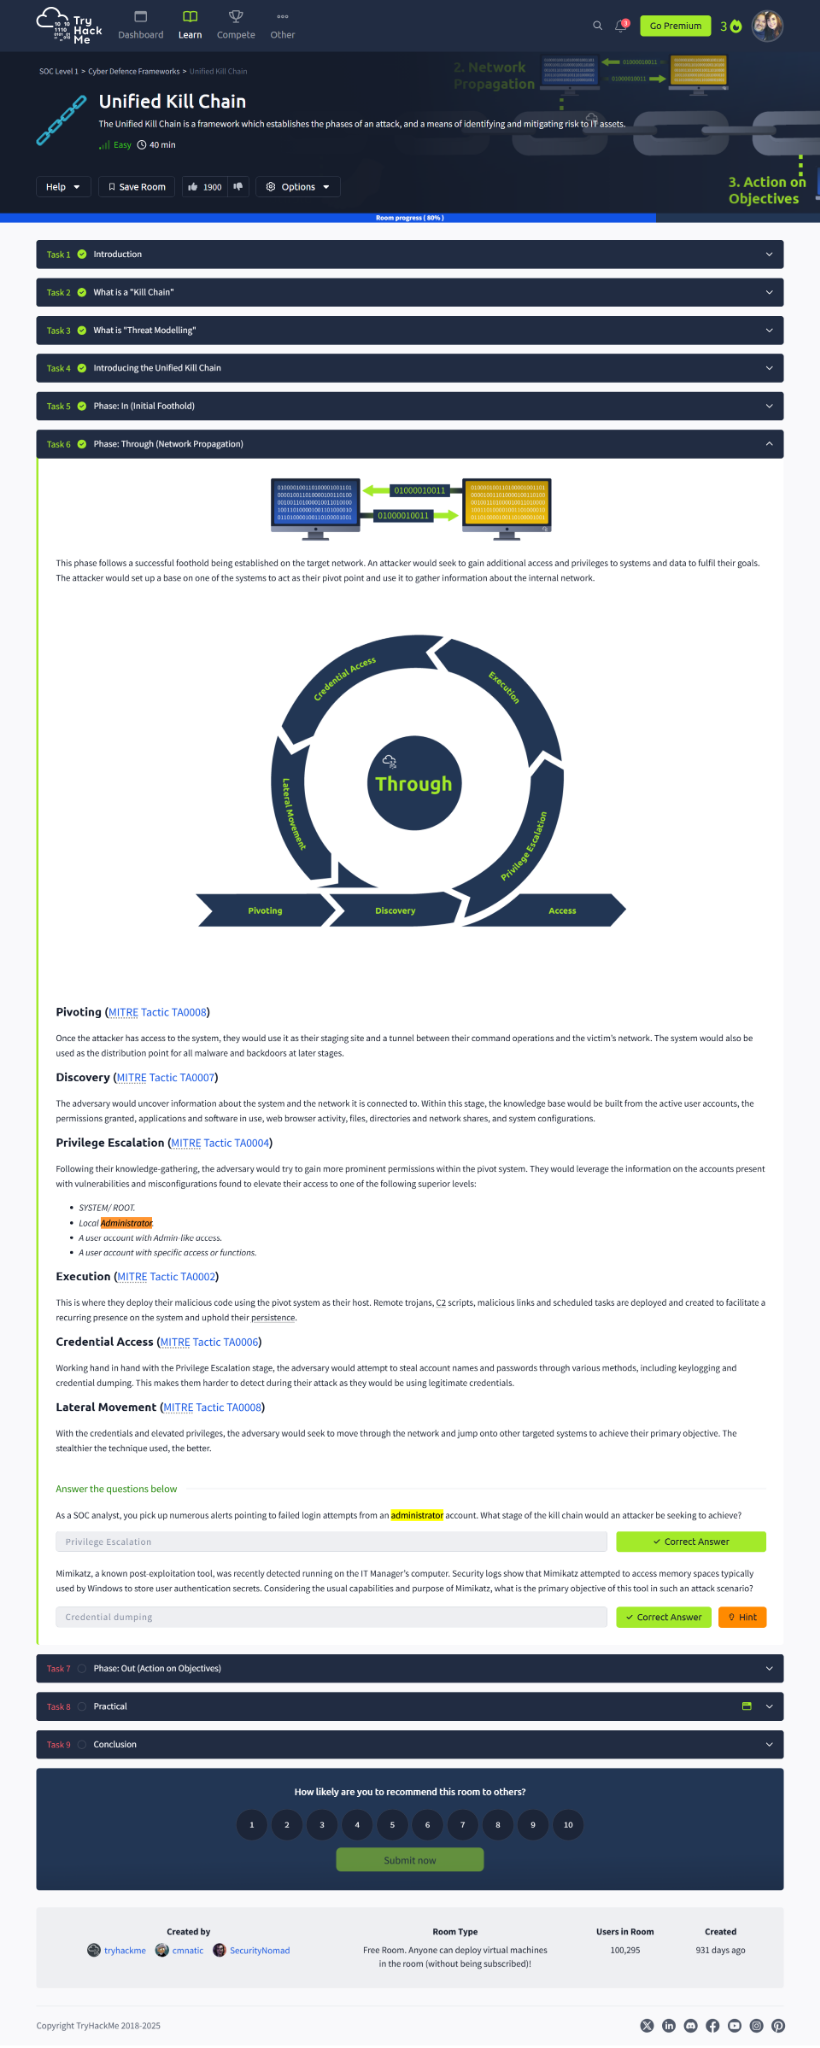 Try
Hack
Me
Dashboard
Learn
Compete
Other
3
Go Premium
3
SOC Level 1 > Cyber Defence Frameworks > Unified Kill Chain
2. Network
Propagation
01000010011
01000010011
Unified Kill Chain
The Unified Kill Chain is a framework which establishes the phases of an attack, and a means of identifying and mitigating risk to IT assets.
Easy 40 min
3. Action on
Objectives
Help
Save Room
1900
Options
Room progress ( 80% )
Task 1 Introduction
Task 2 What is a "Kill Chain"
Task 3 What is "Threat Modelling"
Task 4 Introducing the Unified Kill Chain
Task 5 Phase: In (Initial Foothold)
Task 6 Phase: Through (Network Propagation)
01000010011
01000010011
This phase follows a successful foothold being established on the target network. An attacker would seek to gain additional access and privileges to systems and data to fulfil their goals.
The attacker would set up a base on one of the systems to act as their pivot point and use it to gather information about the internal network.
Credential Access
Execution
Lateral Movement
Through
Privilege Escalation
Pivoting
Discovery
Access
Pivoting (MITRE Tactic TA0008)
Once the attacker has access to the system, they would use it as their staging site and a tunnel between their command operations and the victim's network. The system would also be
used as the distribution point for all malware and backdoors at later stages.
Discovery (MITRE Tactic TA0007)
The adversary would uncover information about the system and the network it is connected to. Within this stage, the knowledge base would be built from the active user accounts, the
permissions granted, applications and software in use, web browser activity, files, directories and network shares, and system configurations.
Privilege Escalation (MITRE Tactic TA0004)
Following their knowledge-gathering, the adversary would try to gain more prominent permissions within the pivot system. They would leverage the information on the accounts present
with vulnerabilities and misconfigurations found to elevate their access to one of the following superior levels:
• SYSTEM/ ROOT.
• Local Administrator.
• A user account with Admin-like access.
• A user account with specific access or functions.
Execution (MITRE Tactic TA0002)
This is where they deploy their malicious code using the pivot system as their host. Remote trojans, C2 scripts, malicious links and scheduled tasks are deployed and created to facilitate a
recurring presence on the system and uphold their persistence.
Credential Access (MITRE Tactic TA0006)
Working hand in hand with the Privilege Escalation stage, the adversary would attempt to steal account names and passwords through various methods, including keylogging and
credential dumping. This makes them harder to detect during their attack as they would be using legitimate credentials.
Lateral Movement (MITRE Tactic TA0008)
With the credentials and elevated privileges, the adversary would seek to move through the network and jump onto other targeted systems to achieve their primary objective. The
stealthier the technique used, the better.
Answer the questions below
As a SOC analyst, you pick up numerous alerts pointing to failed login attempts from an administrator account. What stage of the kill chain would an attacker be seeking to achieve?
Privilege Escalation
Correct Answer
Mimikatz, a known post-exploitation tool, was recently detected running on the IT Manager's computer. Security logs show that Mimikatz attempted to access memory spaces typically
used by Windows to store user authentication secrets. Considering the usual capabilities and purpose of Mimikatz, what is the primary objective of this tool in such an attack scenario?
Credential dumping
Correct Answer
Hint
Task 7 Phase: Out (Action on Objectives)
Task 8 Practical
Task 9 Conclusion
How likely are you to recommend this room to others?
1 2 3 4 5 6 7 8 9 10
Submit now
Created by
tryhackme cmnatic SecurityNomad
Room Type
Free Room. Anyone can deploy virtual machines
in the room (without being subscribed)!
Users in Room
100,295
Created
931 days ago
Copyright TryHackMe 2018-2025